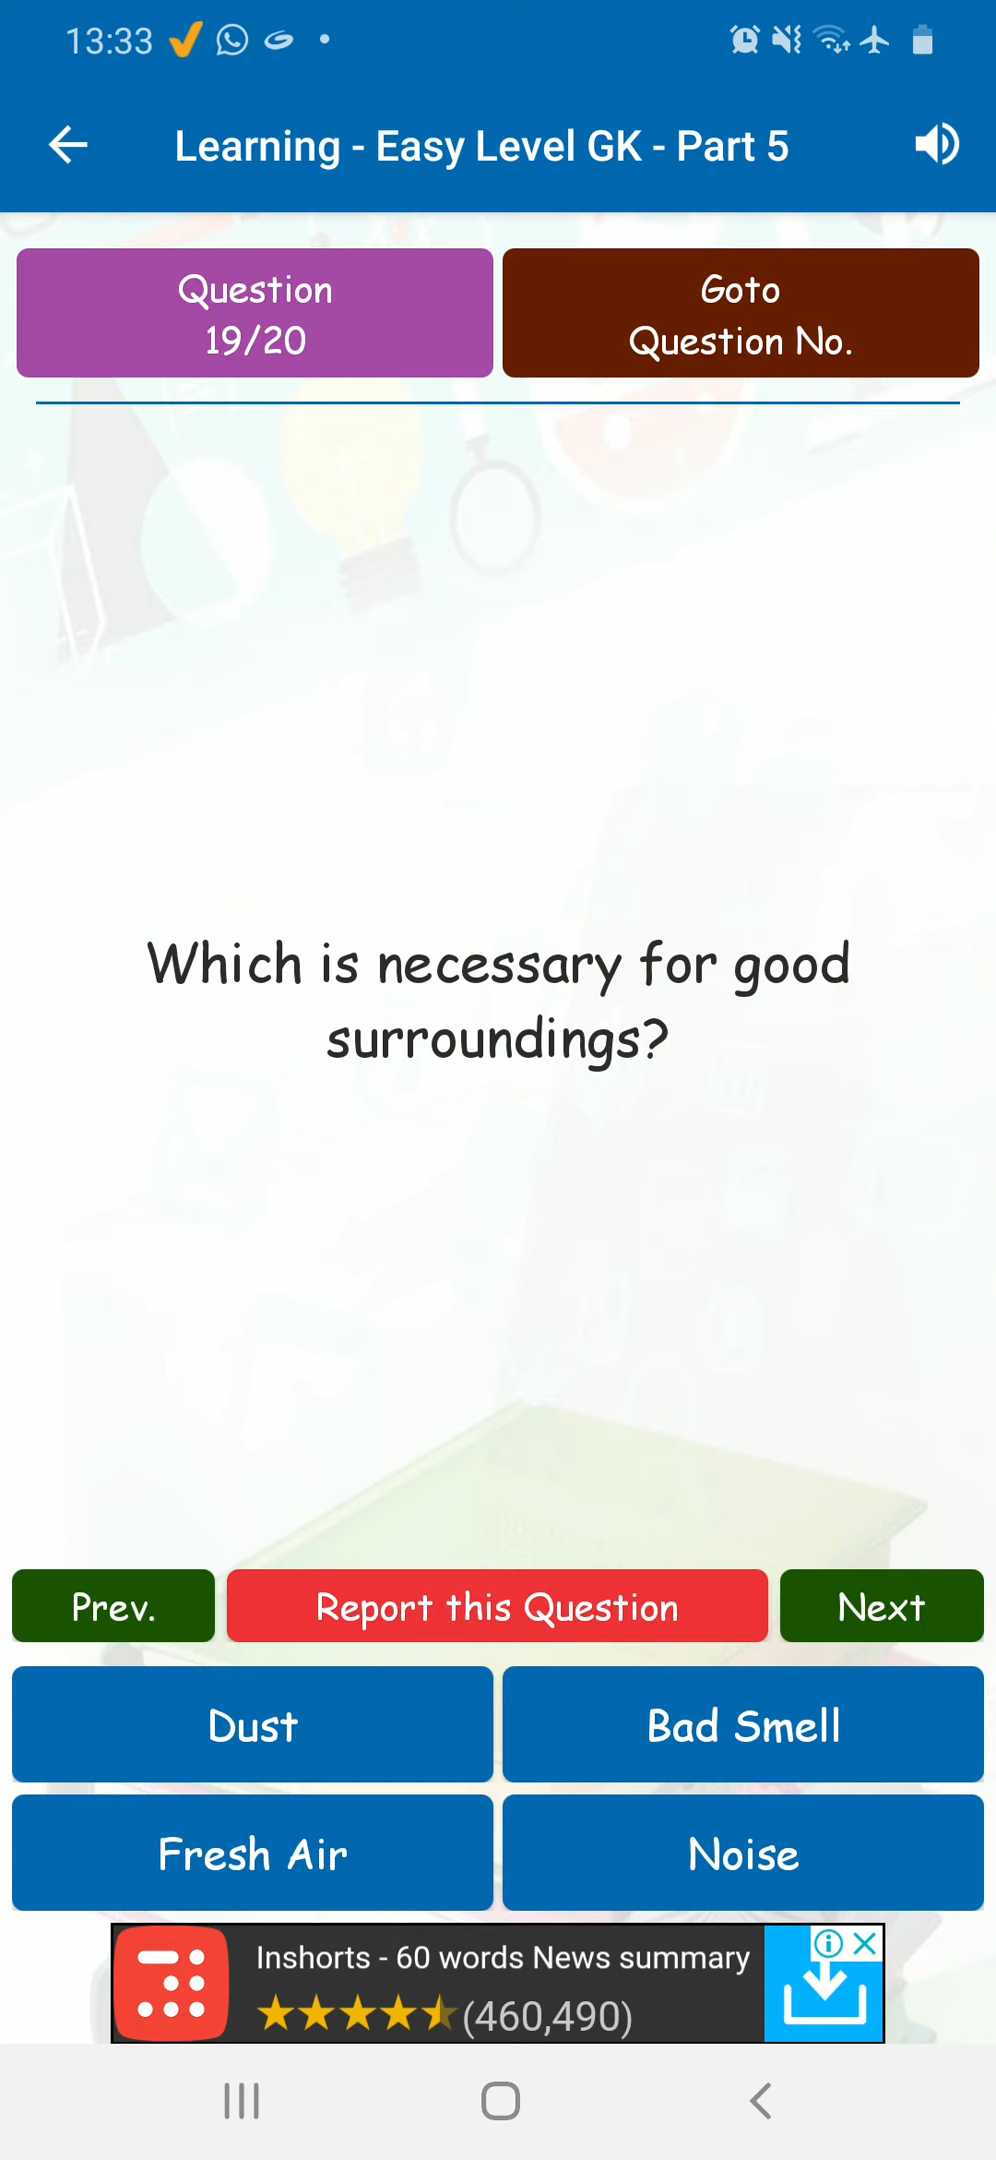 13:33
Learning - Easy Level GK - Part 5
Question
19/20
Goto
Question No.
Which is necessary for good
surroundings?
Prev.
Report this Question
Next
Dust
Bad Smell
Fresh Air
Noise
Inshorts - 60 words News summary
(460,490)